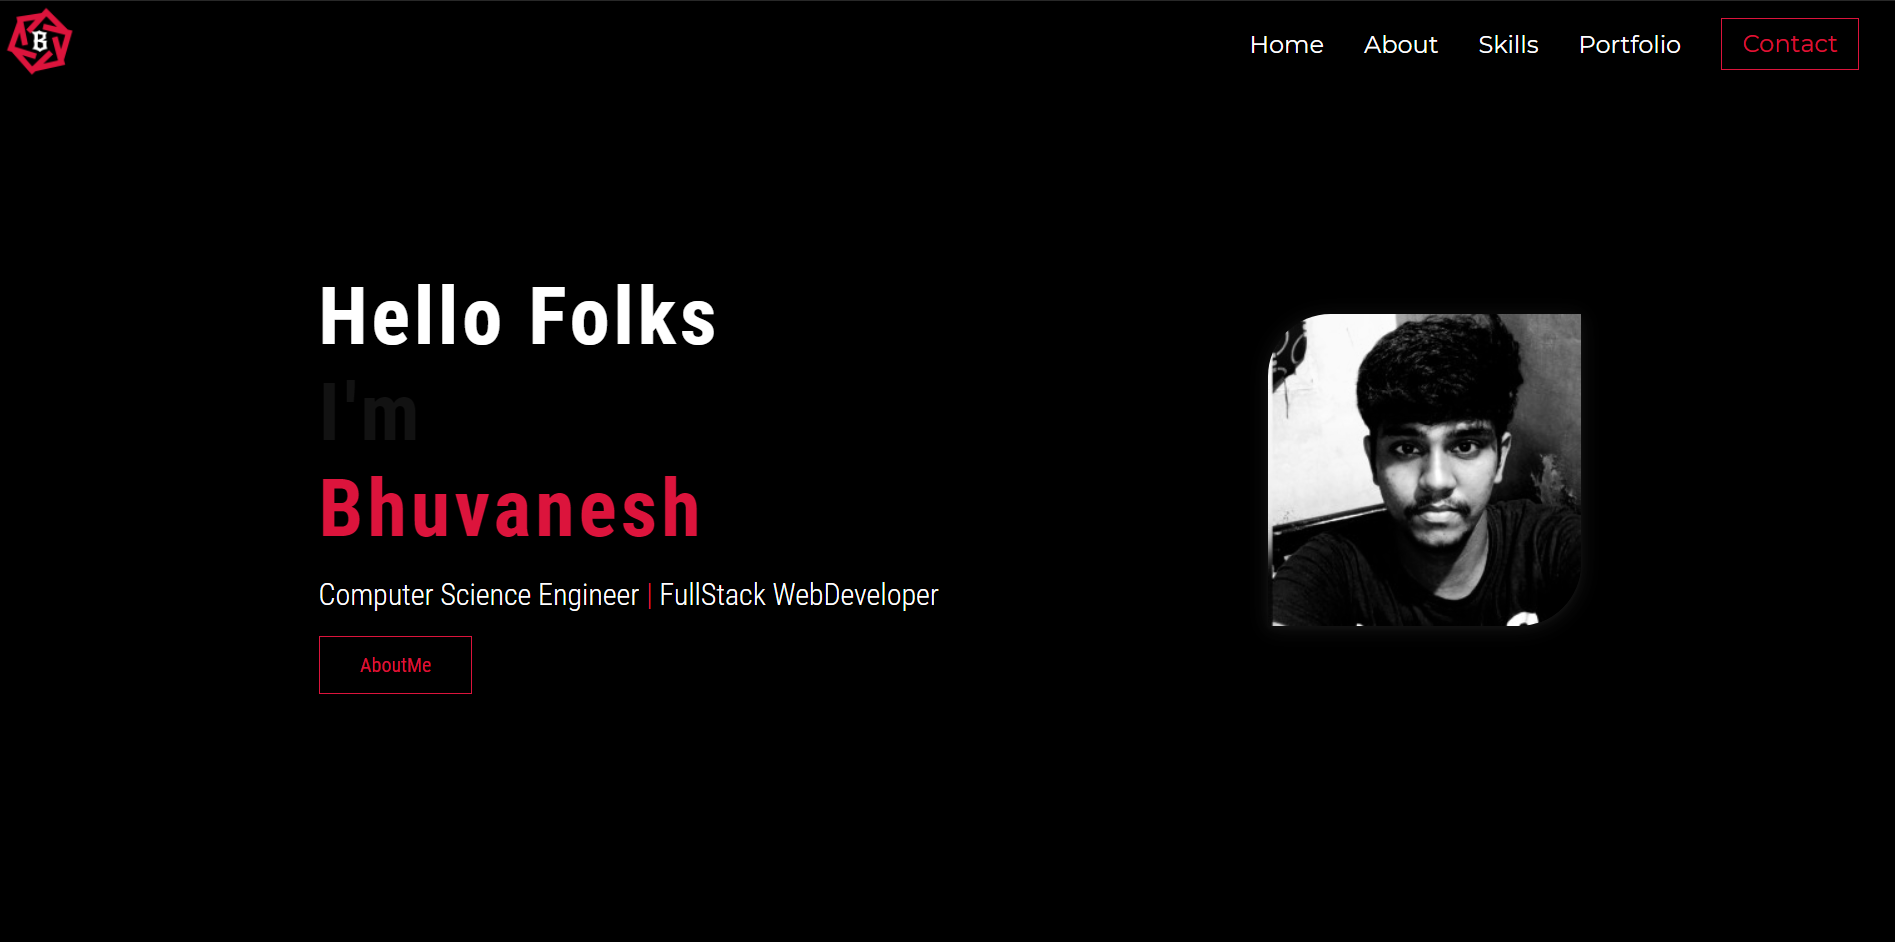 B
Home About Skills Portfolio Contact
Hello Folks
I'm
Bhuvanesh
Computer Science Engineer | FullStack WebDeveloper
AboutMe